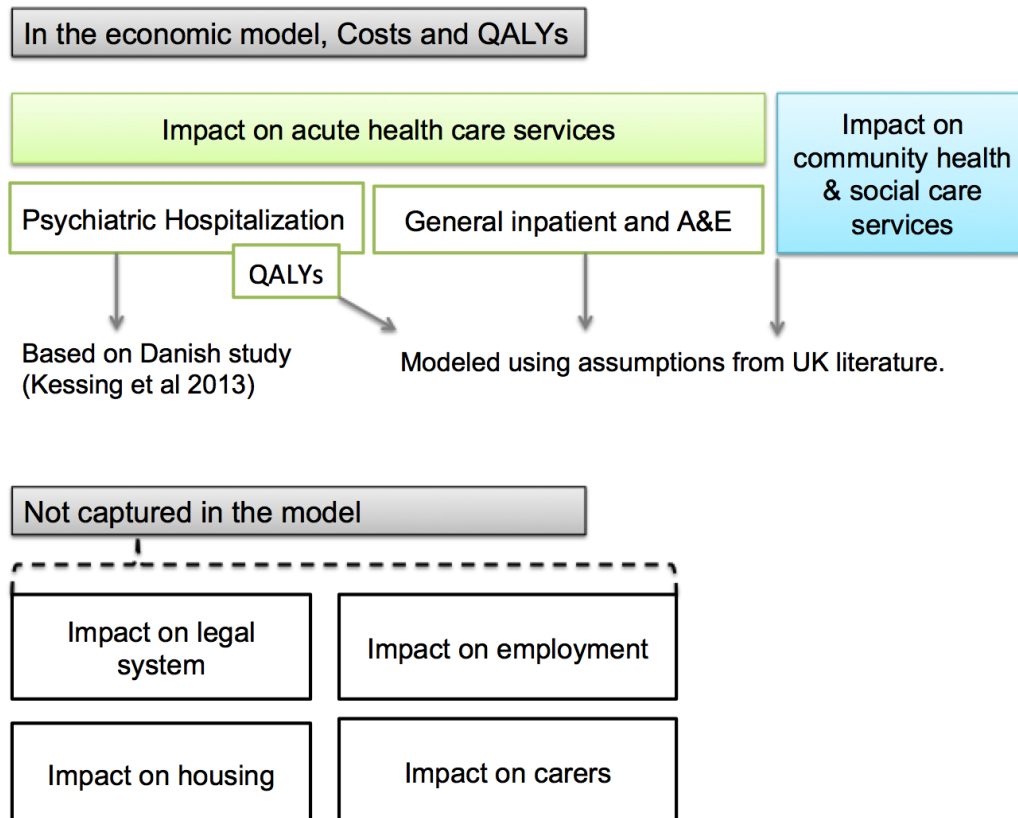 In the economic model, Costs and QALYs
Impact on acute health care services
Impact on
community health
& social care
services
Psychiatric Hospitalization
General inpatient and A&E
QALYs
Based on Danish study
(Kessing et al 2013)
Modeled using assumptions from UK literature.
Not captured in the model
Impact on legal
system
Impact on employment
Impact on housing
Impact on carers